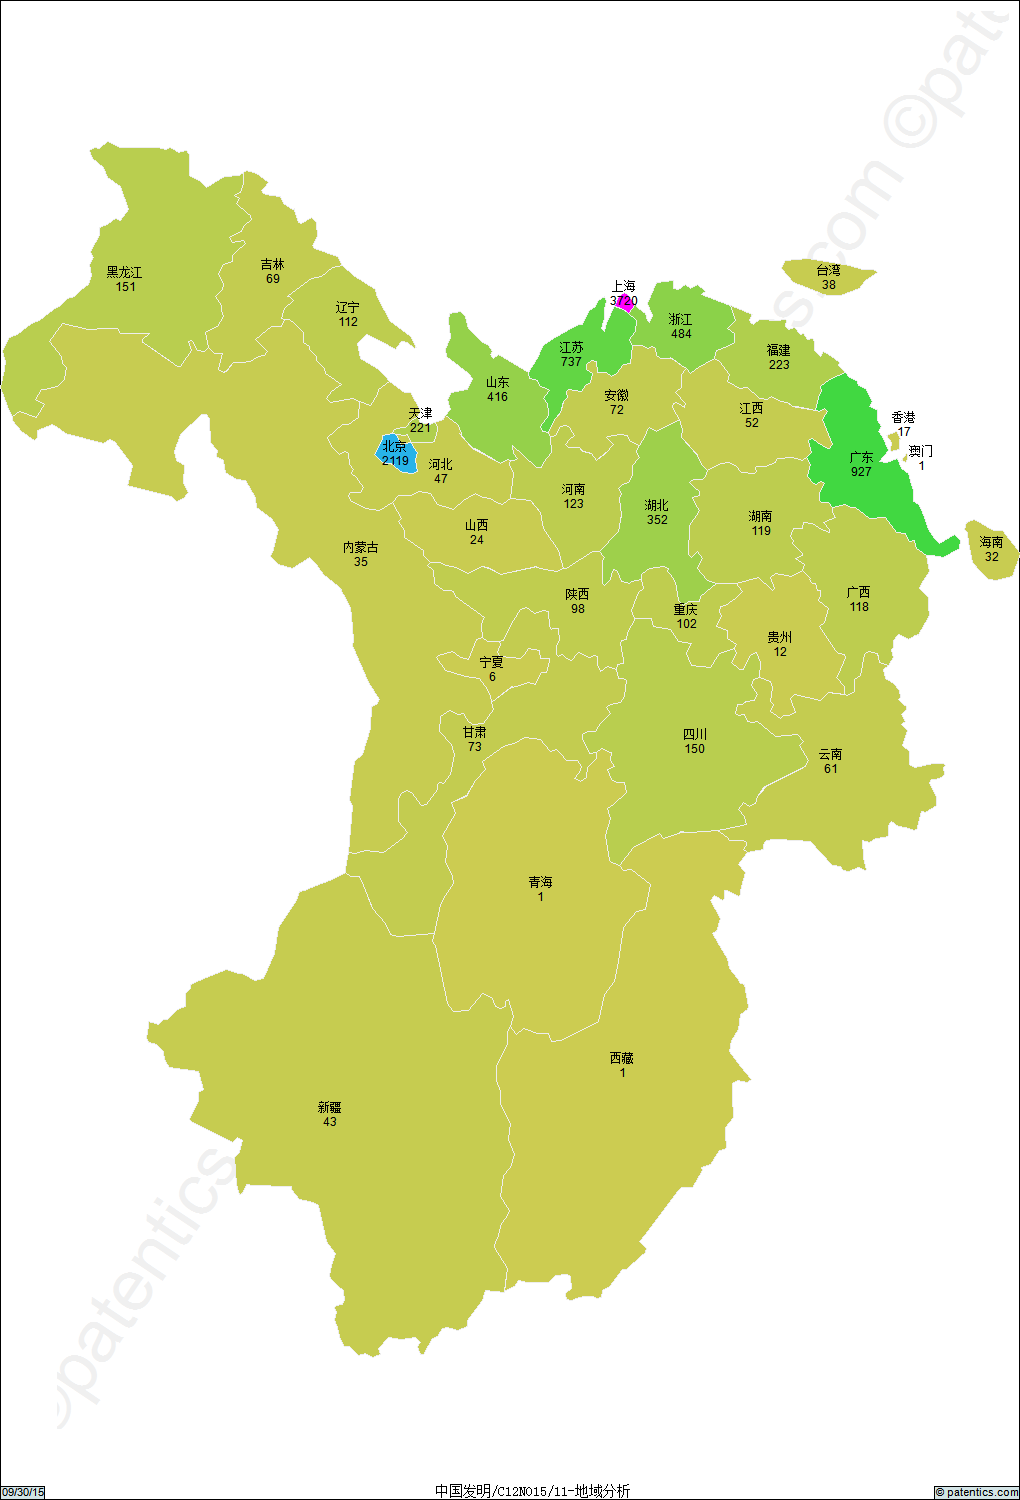 ©patentics.com ©patentics
台湾
38
黑龙江
151
吉林
69
辽宁
112
上海
3720
浙江
484
江苏
737
福建
223
山东
416
安徽
72
江西
52
天津
221
香港
17
澳门
1
北京
2119
河北
47
广东
927
河南
123
湖北
352
湖南
119
山西
24
海南
32
内蒙古
35
陕西
98
重庆
102
广西
118
贵州
12
宁夏
6
甘肃
73
四川
150
云南
61
青海
1
西藏
1
新疆
43
09/30/15
中国发明/C12N015/11-地域分析
© patentics.com